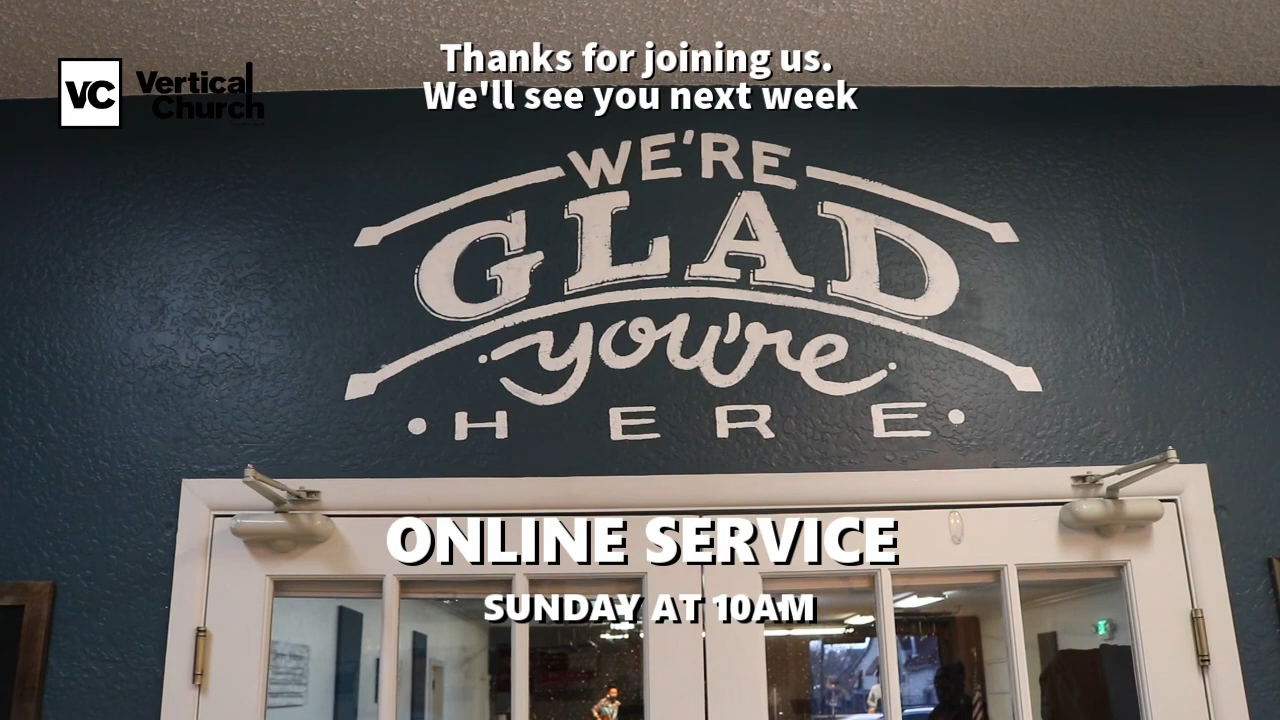 Thanks for joining us.
We'll see you next week
VC
Vertical
Church
WE'RE
GLAD
you're
HERE
ONLINE SERVICE
SUNDAY AT 10AM